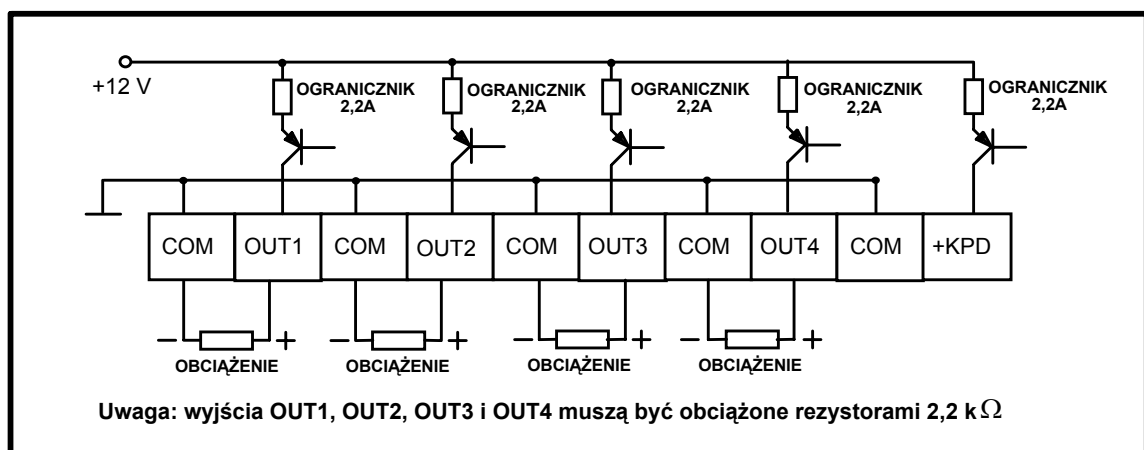 +12 V
OGRANICZNIK
2,2A
OGRANICZNIK
2,2A
OGRANICZNIK
2,2A
OGRANICZNIK
2,2A
OGRANICZNIK
2,2A
COM OUT1 COM OUT2 COM OUT3 COM OUT4 COM +KPD
− + − + − + − +
OBCIĄŻENIE OBCIĄŻENIE OBCIĄŻENIE OBCIĄŻENIE
Uwaga: wyjścia OUT1, OUT2, OUT3 i OUT4 muszą być obciążone rezystorami 2,2 kΩ